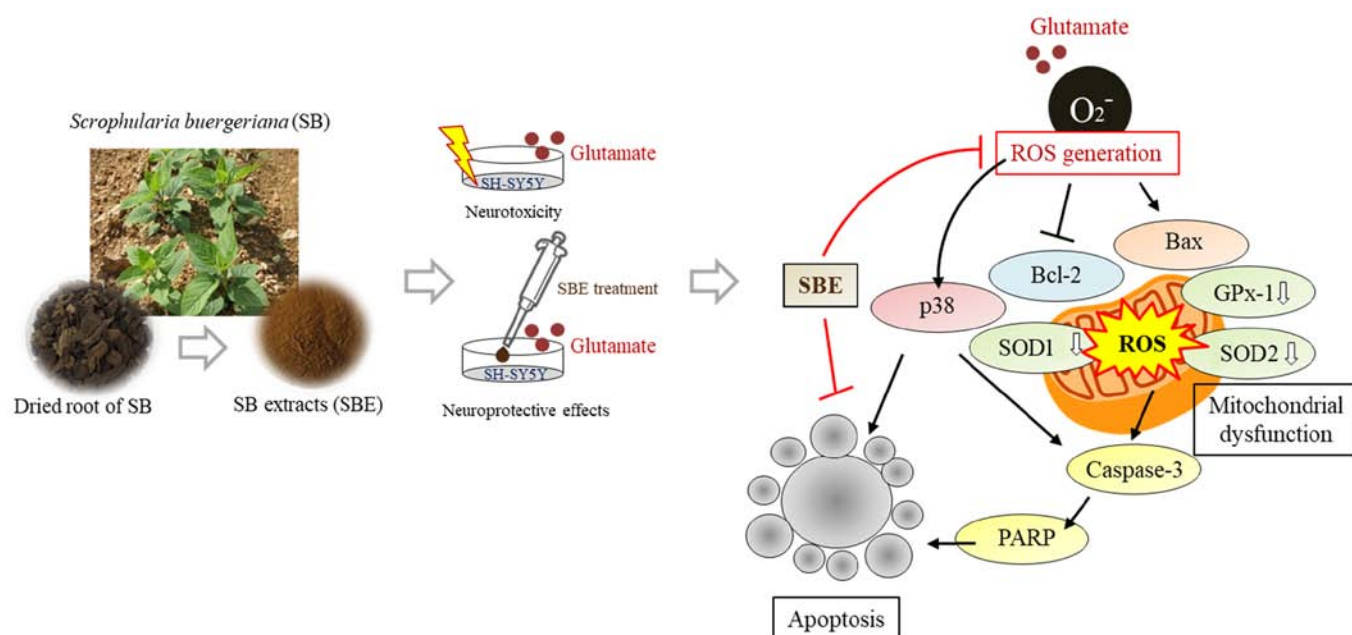 Scrophularia buergeriana (SB)
Dried root of SB
SB extracts (SBE)
Glutamate
SH-SY5Y
Neurotoxicity
SBE treatment
Glutamate
SH-SY5Y
Neuroprotective effects
Glutamate
O₂⁻
ROS generation
SBE
p38
Bcl-2
Bax
GPx-1
SOD1
ROS
SOD2
Mitochondrial
dysfunction
Caspase-3
PARP
Apoptosis